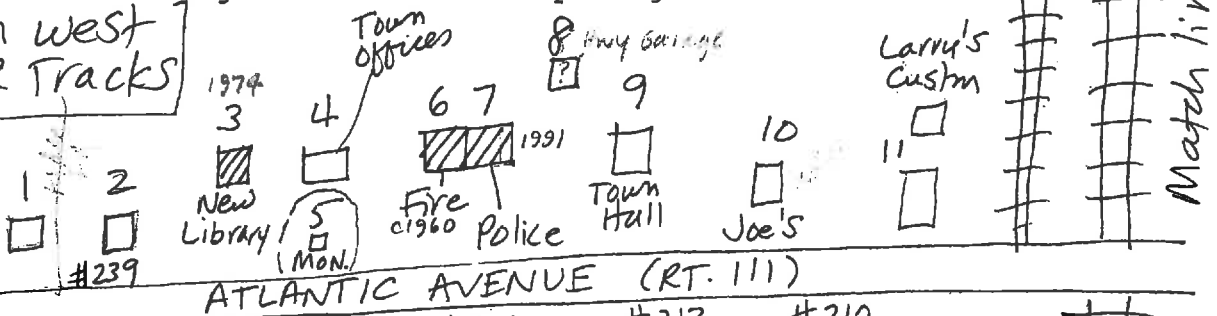 west
Tracks
Town
offices
8 Hwy Garage
?
Larry's
Custm
1974
3
4
6 7
1991
9
10
11
1
2
New
Library
5
(MON.)
Fire
c1960
Police
Town
Hall
Joe's
#239
ATLANTIC AVENUE (RT. 111)
Match